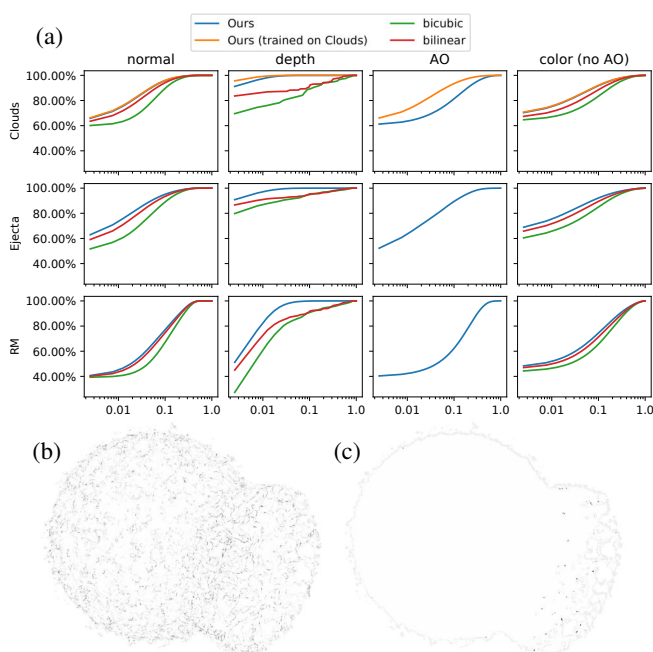 (a)
Ours
bicubic
Ours (trained on Clouds)
bilinear
normal
depth
AO
color (no AO)
Clouds
100.00%
80.00%
60.00%
40.00%
Ejecta
100.00%
80.00%
60.00%
40.00%
RM
100.00%
80.00%
60.00%
40.00%
0.01 0.1 1.0
0.01 0.1 1.0
0.01 0.1 1.0
0.01 0.1 1.0
(b)
(c)